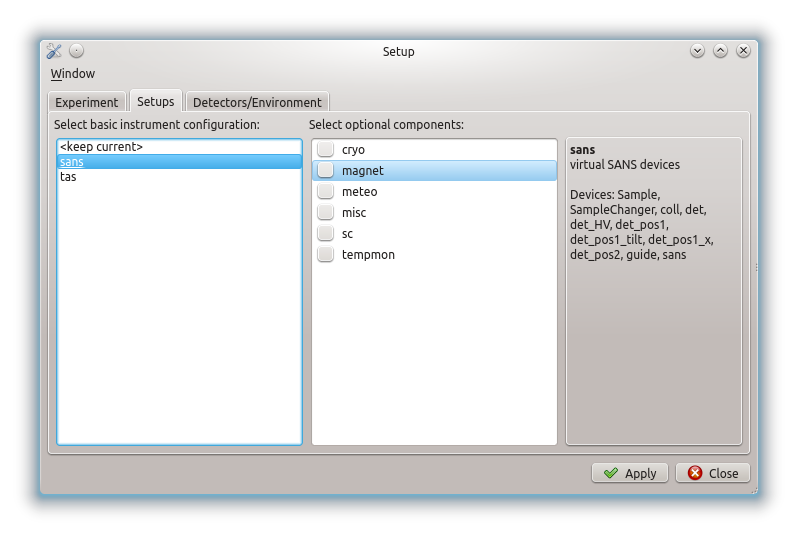 Setup
Window
Experiment
Setups
Detectors/Environment
Select basic instrument configuration:
<keep current>
sans
tas
Select optional components:
cryo
magnet
meteo
misc
sc
tempmon
sans
virtual SANS devices
Devices: Sample,
SampleChanger, coll, det,
det_HV, det_pos1,
det_pos1_tilt, det_pos1_x,
det_pos2, guide, sans
Apply
Close